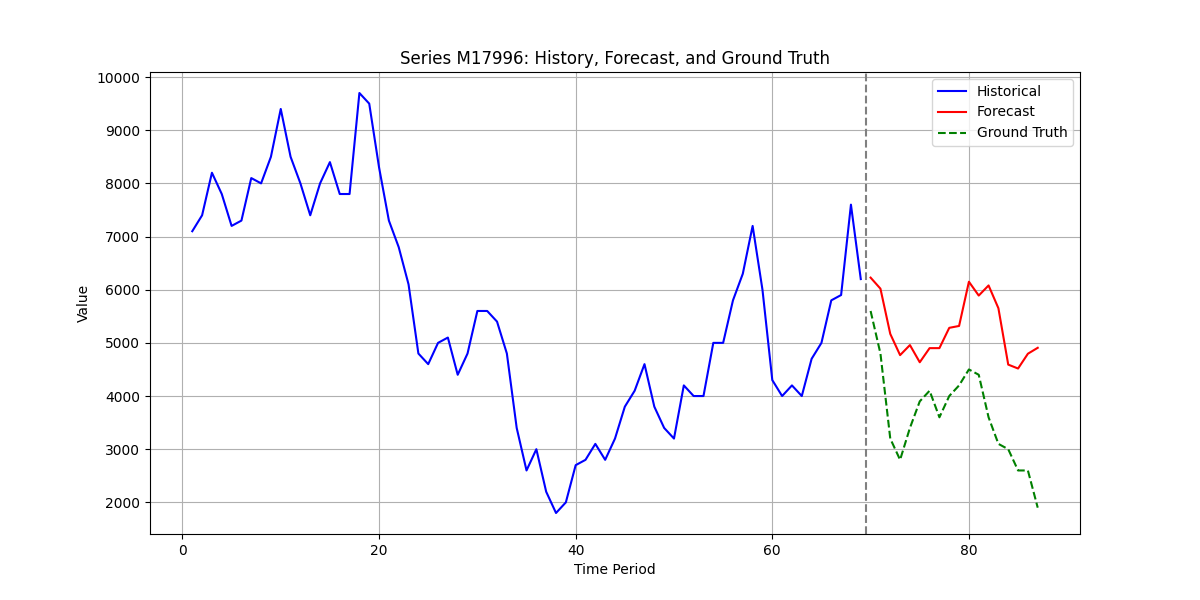 Series M17996: History, Forecast, and Ground Truth
Historical
Forecast
Ground Truth
10000
9000
8000
7000
6000
5000
4000
3000
2000
Value
0 20 40 60 80
Time Period